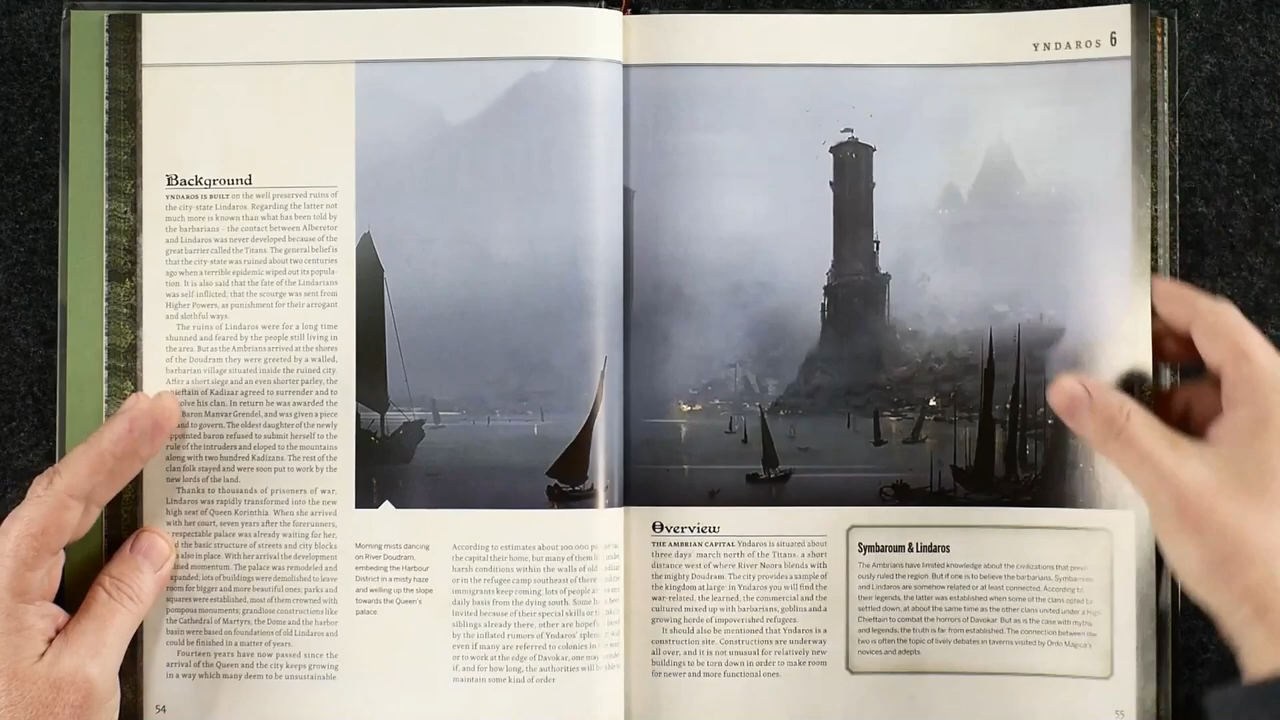 YNDAROS 6
Background
YNDAROS IS BUILT on the well preserved ruins of
the city-state Lindaros. Regarding the latter not
much more is known than what has been told by
the barbarians – the contact between Alberetor
and Lindaros was never developed because of the
great barrier called the Titans. The general belief is
that the city-state was ruined about two centuries
ago when a terrible epidemic wiped out its popula-
tion. It is also said that the fate of the Lindarians
was self-inflicted, that the scourge was sent from
Higher Powers, as punishment for their arrogant
and slothful ways.
The ruins of Lindaros were for a long time
shunned and feared by the people still living in
the area. But as the Ambrians arrived at the shores
of the Doudram they were greeted by a walled,
barbarian village situated inside the ruined city.
After a short siege and an even shorter parley, the
chieftain of Kadizar agreed to surrender and to
olve his clan. In return he was awarded the
Baron Manvar Grendel, and was given a piece
and to govern. The oldest daughter of the newly
appointed baron refused to submit herself to the
rule of the intruders and eloped to the mountains
along with two hundred Kadizans. The rest of the
clan folk stayed and were soon put to work by the
new lords of the land.
Thanks to thousands of prisoners of war,
Lindaros was rapidly transformed into the new
high seat of Queen Korinthia. When she arrived
with her court, seven years after the forerunners,
respectable palace was already waiting for her,
d the basic structure of streets and city blocks
also in place. With her arrival the development
ined momentum. The palace was remodeled and
expanded; lots of buildings were demolished to leave
room for bigger and more beautiful ones; parks and
squares were established, most of them crowned with
pompous monuments; grandiose constructions like
the Cathedral of Martyrs, the Dome and the harbor
basin were based on foundations of old Lindaros and
could be finished in a matter of years.
Fourteen years have now passed since the
arrival of the Queen and the city keeps growing
in a way which many deem to be unsustainable.
54
Morning mists dancing
on River Doudram,
embeding the Harbour
District in a misty haze
and welling up the slope
towards the Queen's
palace.
According to estimates about 100.000
the capital their home, but many of them
harsh conditions within the walls of old
or in the refugee camp southeast of there
immigrants keep coming, lots of people
daily basis from the dying south. Some
invited because of their special skills or
siblings already there, other are hopef
by the inflated rumors of Yndaros' splen
even if many are referred to colonies in
or to work at the edge of Davokar, one may
if, and for how long, the authorities will
maintain some kind of order
Overview
THE AMBRIAN CAPITAL Yndaros is situated about
three days' march north of the Titans, a short
distance west of where River Noora blends with
the mighty Doudram. The city provides a sample of
the kingdom at large: in Yndaros you will find the
war-related, the learned, the commercial and the
cultured mixed up with barbarians, goblins and a
growing horde of impoverished refugees.
It should also be mentioned that Yndaros is a
construction site. Constructions are underway
all over, and it is not unusual for relatively new
buildings to be torn down in order to make room
for newer and more functional ones.
Symbaroum & Lindaros
The Ambrians have limited knowledge about the civilizations that previ-
ously ruled the region. But if one is to believe the barbarians, Symbaroum
and Lindaros are somehow related or at least connected. According to
their legends, the latter was established when some of the clans opted to
settled down, at about the same time as the other clans united under a High
Chieftain to combat the horrors of Davokar. But as is the case with myths
and legends, the truth is far from established. The connection between the
two is often the topic of lively debates in taverns visited by Ordo Magica's
novices and adepts.
55